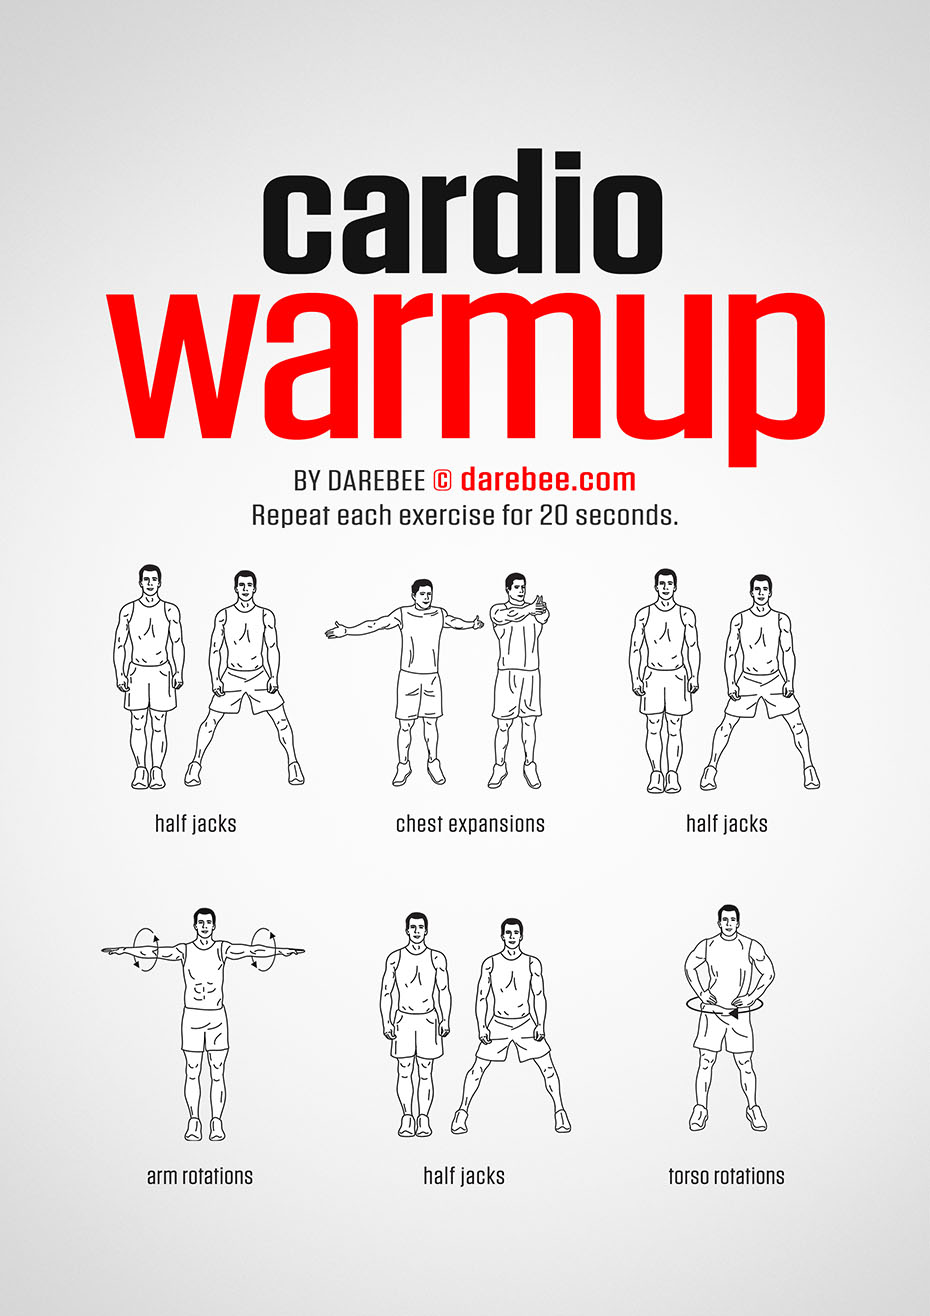 cardio
warmup
BY DAREBEE © darebee.com
Repeat each exercise for 20 seconds.
half jacks
chest expansions
half jacks
arm rotations
half jacks
torso rotations